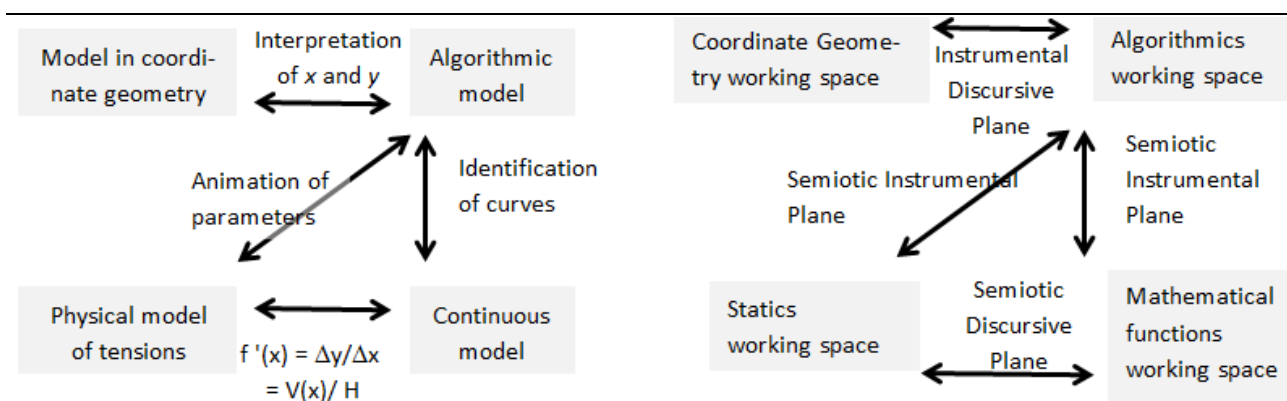 Model in coordi-
nate geometry
Interpretation
of x and y
Algorithmic
model
Animation of
parameters
Identification
of curves
Physical model
of tensions
f '(x) = Δy/Δx
= V(x)/ H
Continuous
model
Coordinate Geome-
try working space
Instrumental
Discursive
Plane
Algorithmics
working space
Semiotic Instrumental
Plane
Semiotic
Instrumental
Plane
Statics
working space
Semiotic
Discursive
Plane
Mathematical
functions
working space